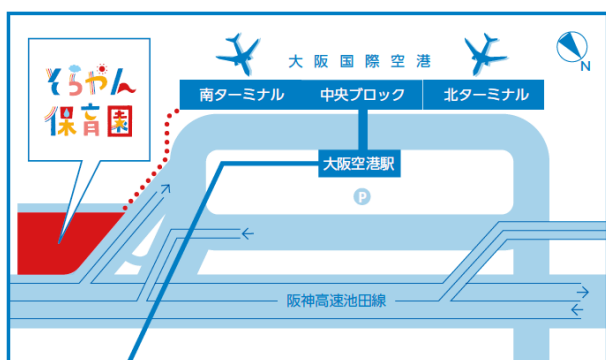 大阪国際空港
N
そらやん
保育園
南ターミナル
中央ブロック
北ターミナル
大阪空港駅
P
阪神高速池田線